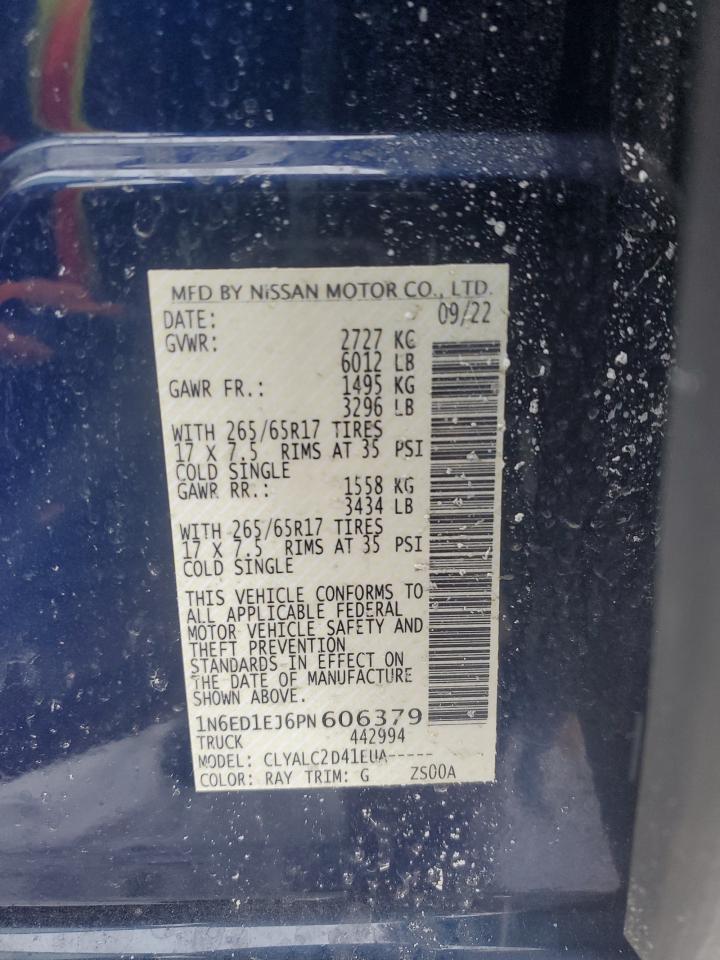 MFD BY NISSAN MOTOR CO., LTD.
DATE: 09/22
GVWR: 2727 KG
6012 LB
GAWR FR.: 1495 KG
3296 LB
WITH 265/65R17 TIRES
17 X 7.5 RIMS AT 35 PSI
COLD SINGLE
GAWR RR.: 1558 KG
3434 LB
WITH 265/65R17 TIRES
17 X 7.5 RIMS AT 35 PSI
COLD SINGLE
THIS VEHICLE CONFORMS TO
ALL APPLICABLE FEDERAL
MOTOR VEHICLE SAFETY AND
THEFT PREVENTION
STANDARDS IN EFFECT ON
THE DATE OF MANUFACTURE
SHOWN ABOVE.
1N6ED1EJ6PN606379
TRUCK 442994
MODEL: CLYALC2D41EUA-----
COLOR: RAY TRIM: G ZS00A